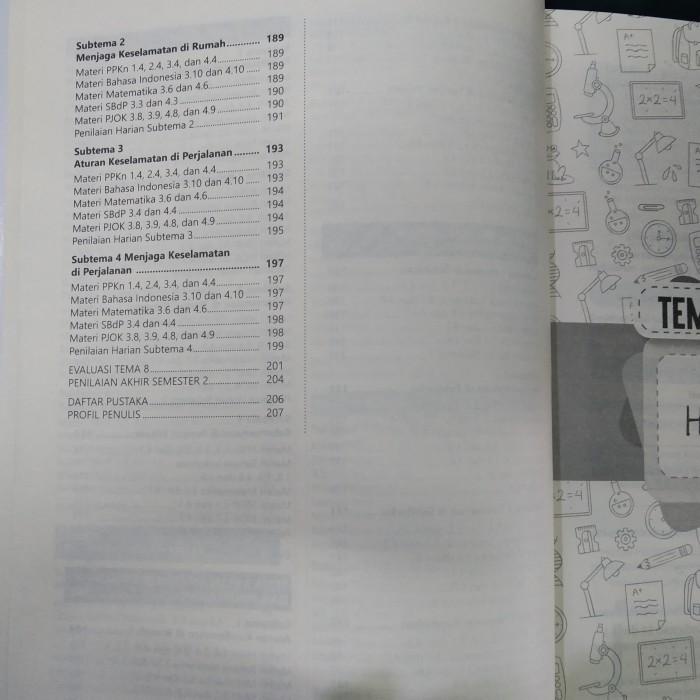 Subtema 2
Menjaga Keselamatan di Rumah............ 189
Materi PPKn 1.4, 2.4, 3.4, dan 4.4.............. 189
Materi Bahasa Indonesia 3.10 dan 4.10..... 189
Materi Matematika 3.6 dan 4.6.................. 189
Materi SBdP 3.3 dan 4.3............................ 190
Materi PJOK 3.8, 3.9, 4.8, dan 4.9.............. 190
Penilaian Harian Subtema 2....................... 191
Subtema 3
Aturan Keselamatan di Perjalanan......... 193
Materi PPKn 1.4, 2.4, 3.4, dan 4.4.............. 193
Materi Bahasa Indonesia 3.10 dan 4.10..... 193
Materi Matematika 3.6 dan 4.6.................. 194
Materi SBdP 3.4 dan 4.4............................ 194
Materi PJOK 3.8, 3.9, 4.8, dan 4.9.............. 194
Penilaian Harian Subtema 3....................... 195
Subtema 4 Menjaga Keselamatan
di Perjalanan ........................................ 197
Materi PPKn 1.4, 2.4, 3.4, dan 4.4.............. 197
Materi Bahasa Indonesia 3.10 dan 4.10..... 197
Materi Matematika 3.6 dan 4.6.................. 197
Materi SBdP 3.4 dan 4.4............................ 198
Materi PJOK 3.8, 3.9, 4.8, dan 4.9.............. 198
Penilaian Harian Subtema 4....................... 199
EVALUASI TEMA 8.................................... 201
PENILAIAN AKHIR SEMESTER 2................. 204
DAFTAR PUSTAKA.................................... 206
PROFIL PENULIS....................................... 207
A+
2×2=4
×2=4
TEM
H
2=4
A+
2×2=4